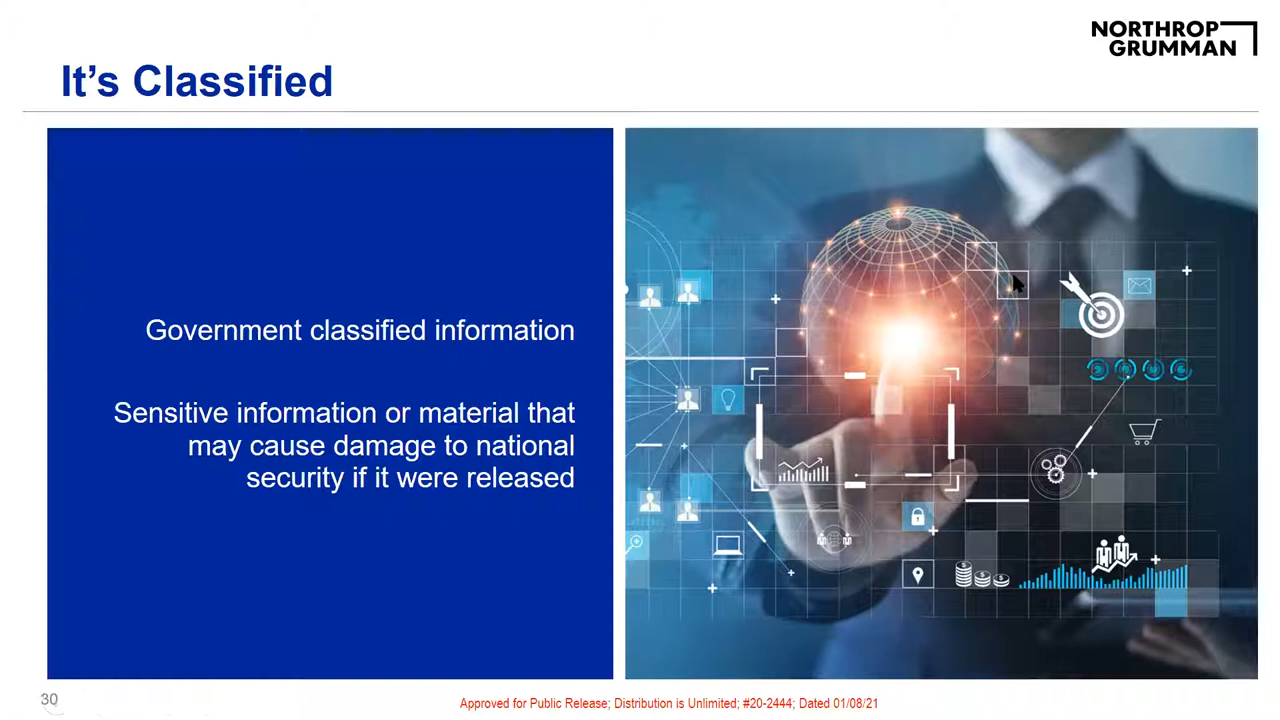 NORTHROP
GRUMMAN
It’s Classified
Government classified information
Sensitive information or material that
may cause damage to national
security if it were released
30
Approved for Public Release; Distribution is Unlimited; #20-2444; Dated 01/08/21